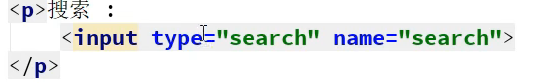 <p>搜索 :
<input type="search" name="search">
</p>